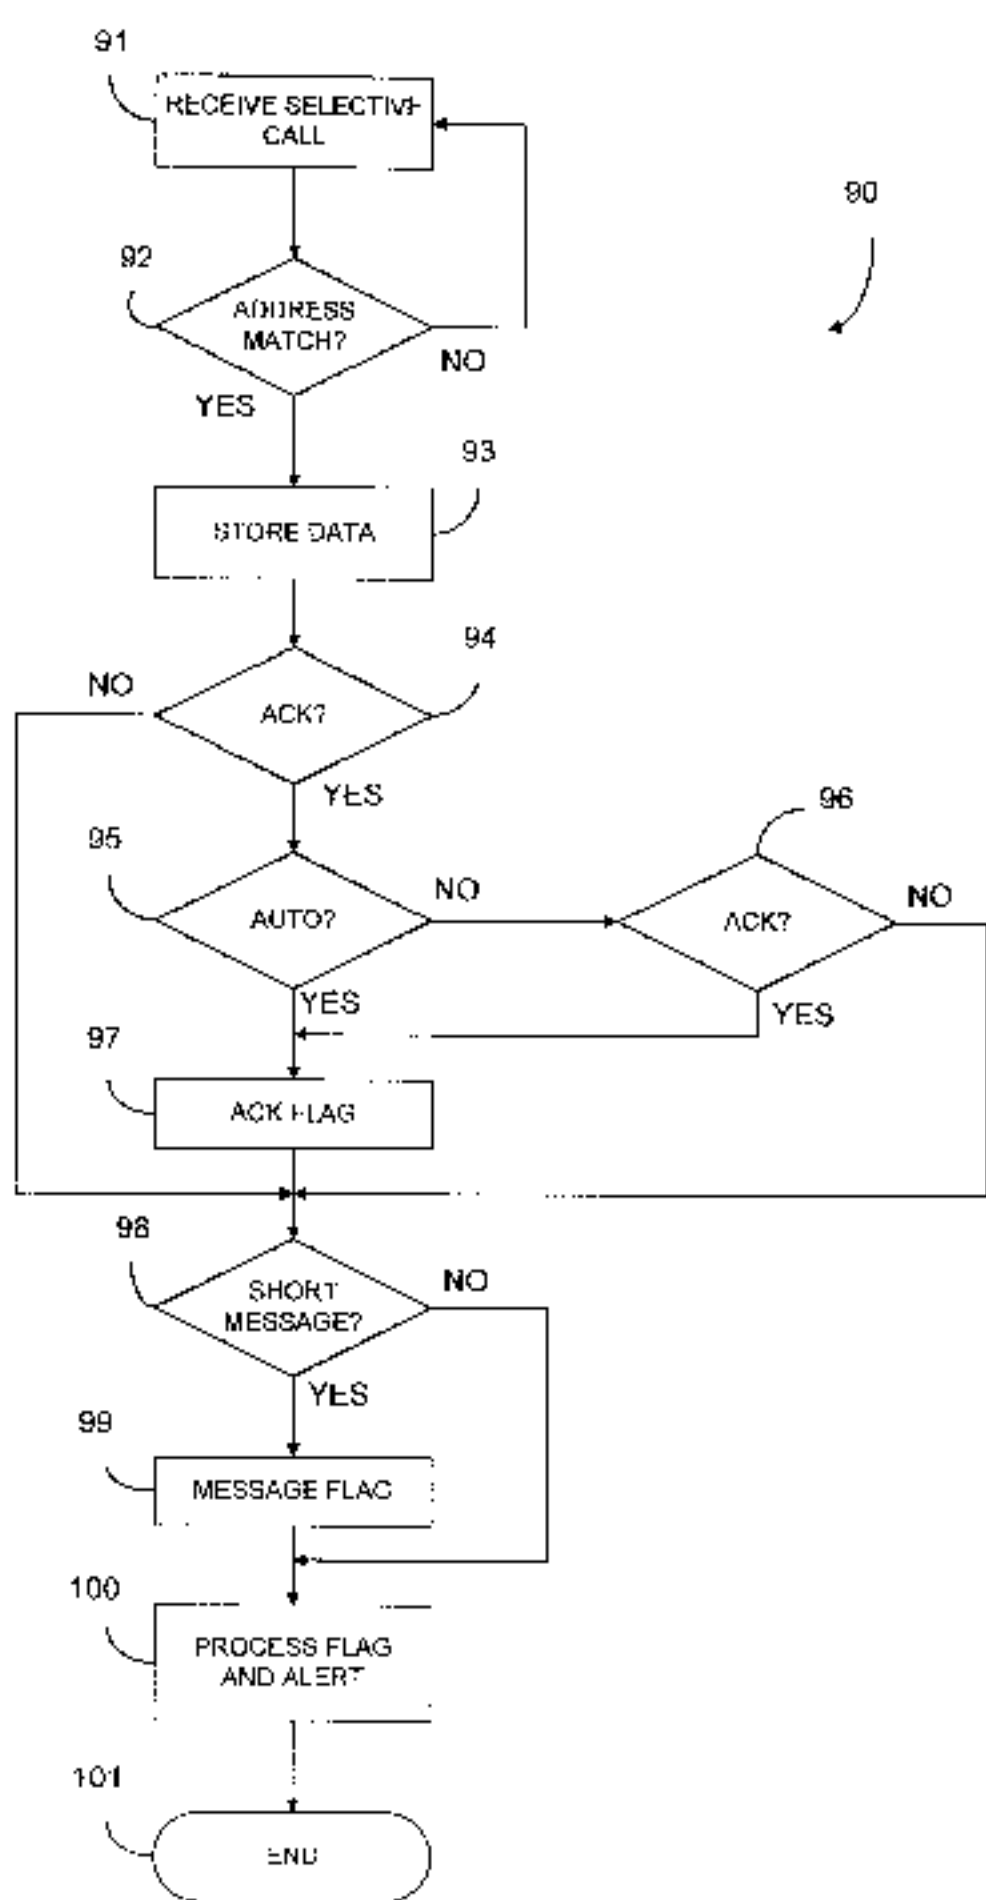 91
RECEIVE SELECTIVE
CALL
90
92
ADDRESS
MATCH?
NO
YES
93
STORE DATA
94
NO
ACK?
YES
96
95
NO
NO
AUTO?
ACK?
YES
YES
97
ACK FLAG
98
NO
SHORT
MESSAGE?
YES
99
MESSAGE FLAG
100
PROCESS FLAG
AND ALERT
101
END